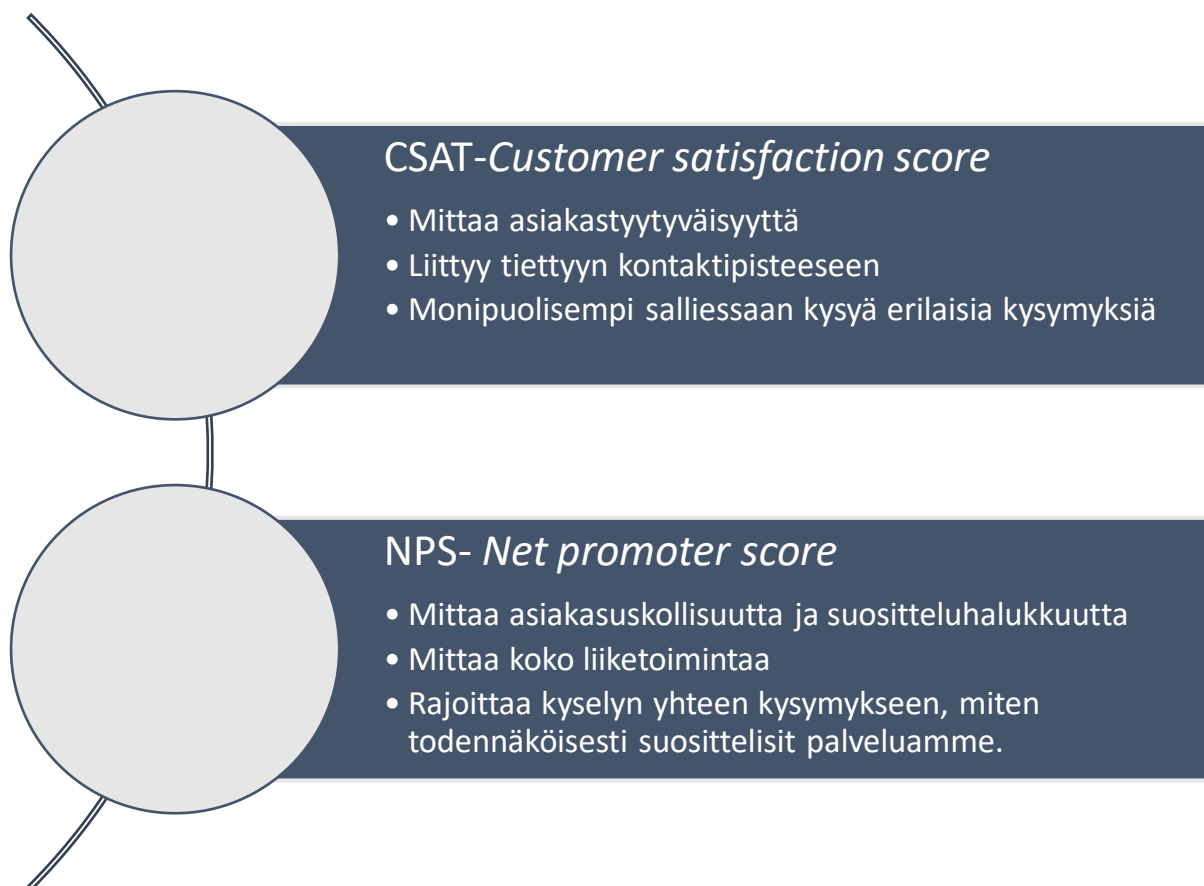 CSAT-Customer satisfaction score
• Mittaa asiakastyytyväisyyttä
• Liittyy tiettyyn kontaktipisteeseen
• Monipuolisempi salliessaan kysyä erilaisia kysymyksiä
NPS- Net promoter score
• Mittaa asiakasuskollisuutta ja suositteluhalukkuutta
• Mittaa koko liiketoimintaa
• Rajoittaa kyselyn yhteen kysymykseen, miten
todennäköisesti suosittelisit palveluamme.